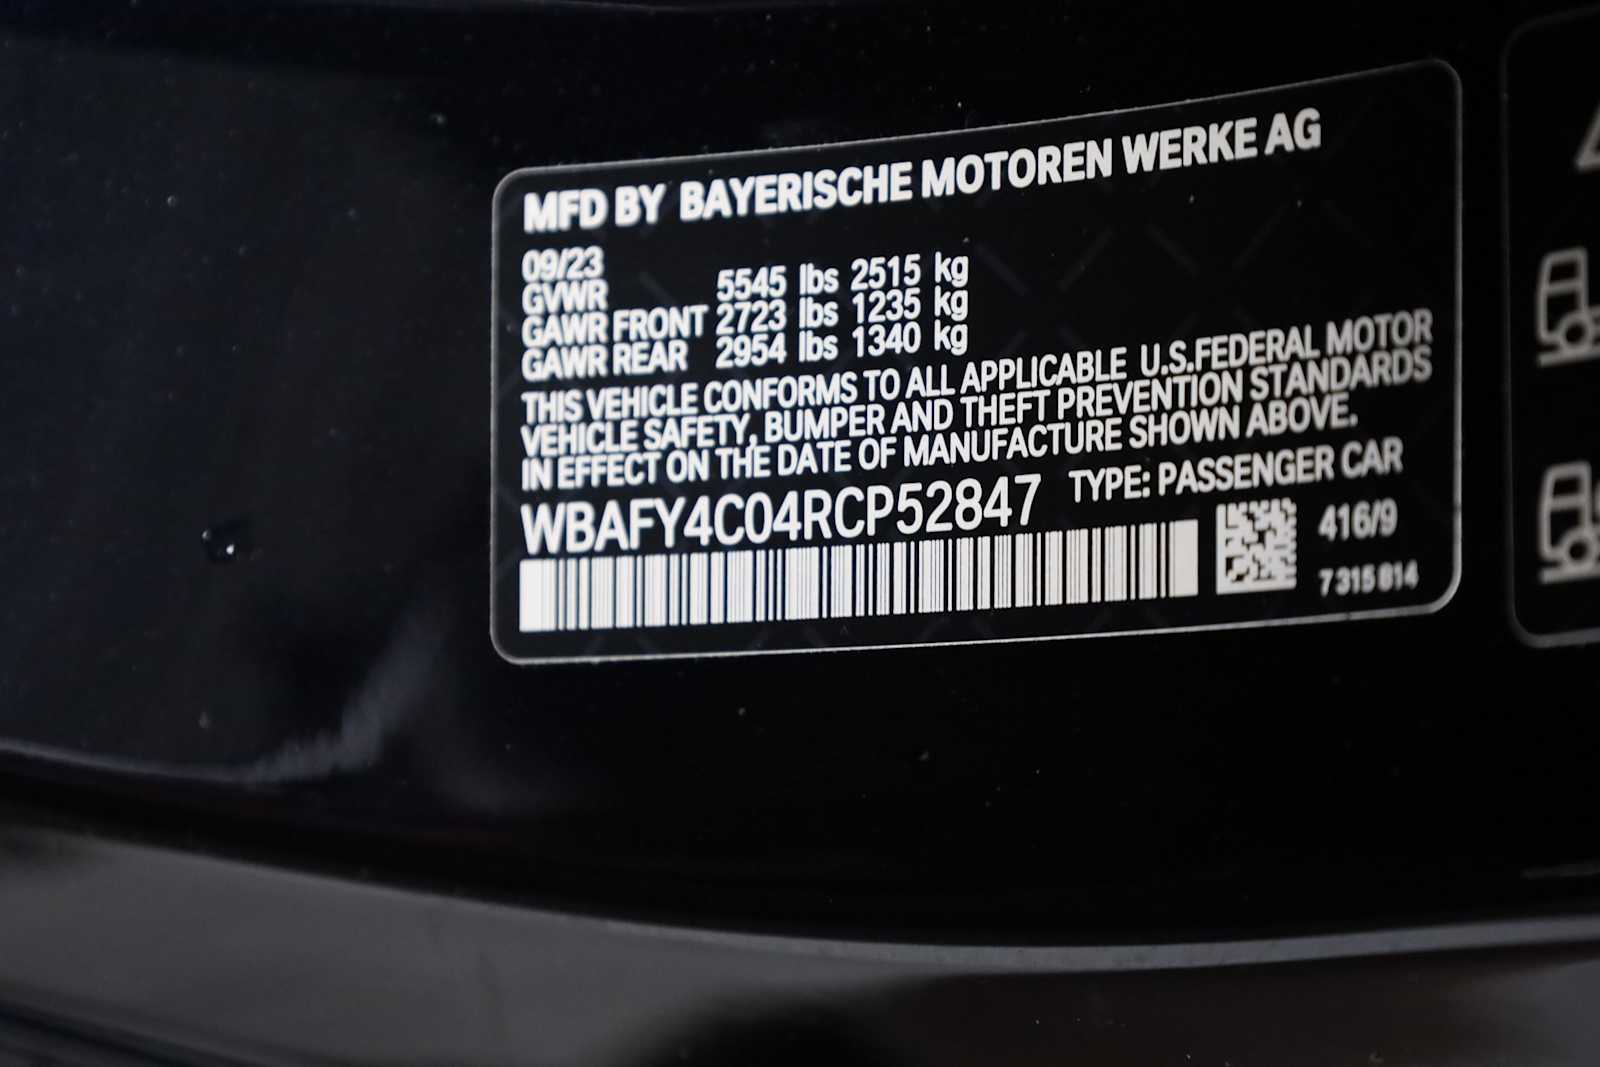 MFD BY BAYERISCHE MOTOREN WERKE AG
09/23
GVWR 5545 lbs 2515 kg
GAWR FRONT 2723 lbs 1235 kg
GAWR REAR 2954 lbs 1340 kg
THIS VEHICLE CONFORMS TO ALL APPLICABLE U.S.FEDERAL MOTOR
VEHICLE SAFETY, BUMPER AND THEFT PREVENTION STANDARDS
IN EFFECT ON THE DATE OF MANUFACTURE SHOWN ABOVE.
WBAFY4C04RCP52847 TYPE: PASSENGER CAR
416/9
7 315 814